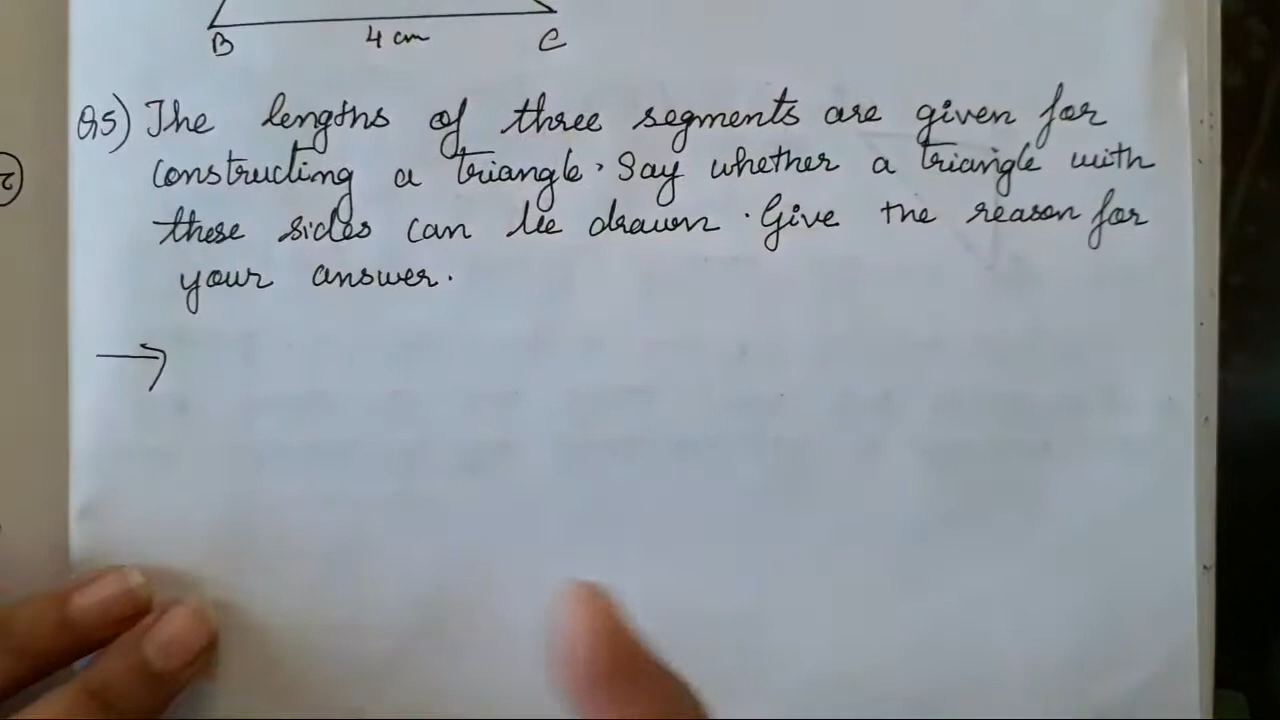 B 4 cm C
Q5) The lengths of three segments are given for
constructing a triangle. Say whether a triangle with
these sides can be drawn. Give the reason for
your answer.
→